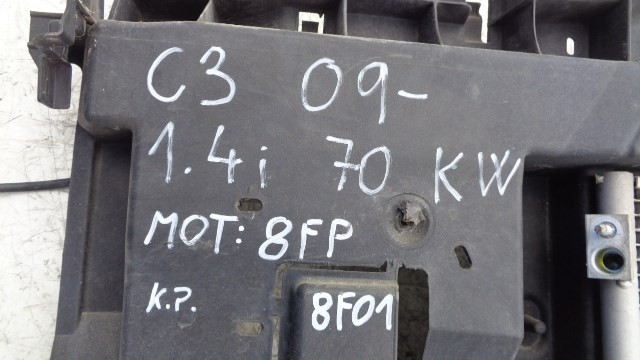 C3 09-
1.4i 70 KW
MOT: 8FP
K.P. 8F01